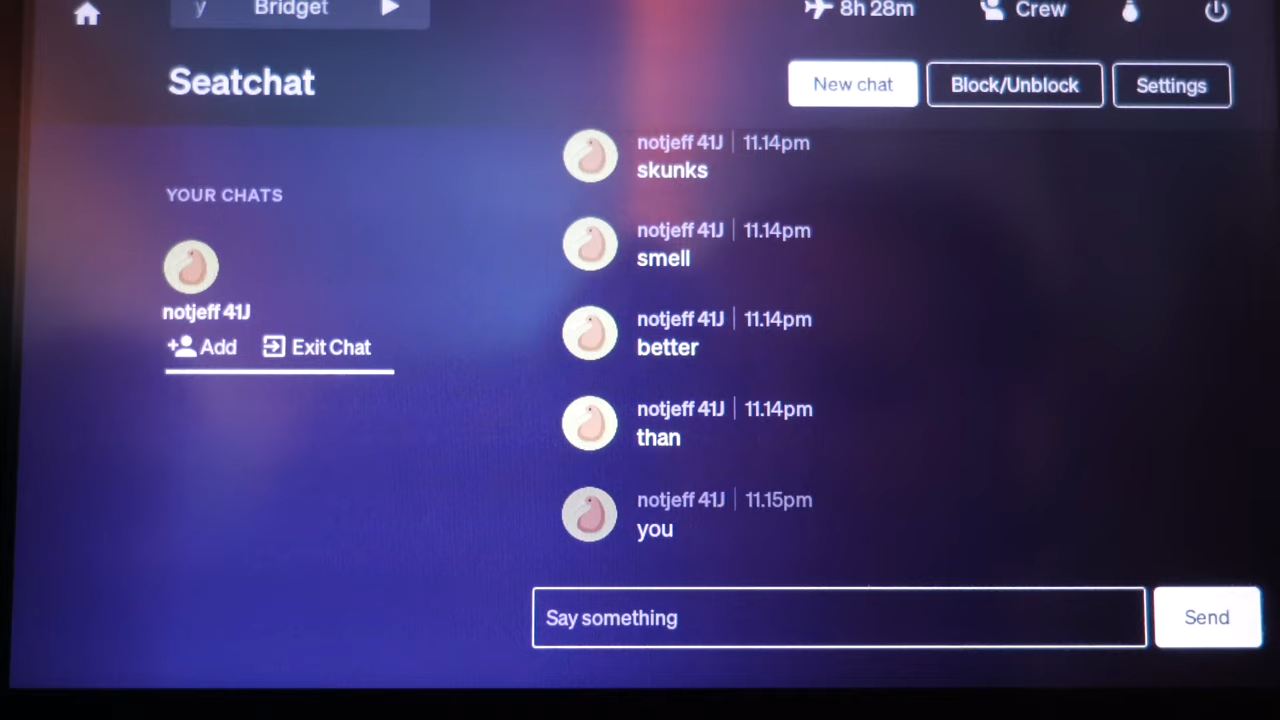 y Bridget 8h 28m Crew
Seatchat New chat Block/Unblock Settings
YOUR CHATS
notjeff 41J
Add Exit Chat
notjeff 41J 11.14pm
skunks
notjeff 41J 11.14pm
smell
notjeff 41J 11.14pm
better
notjeff 41J 11.14pm
than
notjeff 41J 11.15pm
you
Say something Send